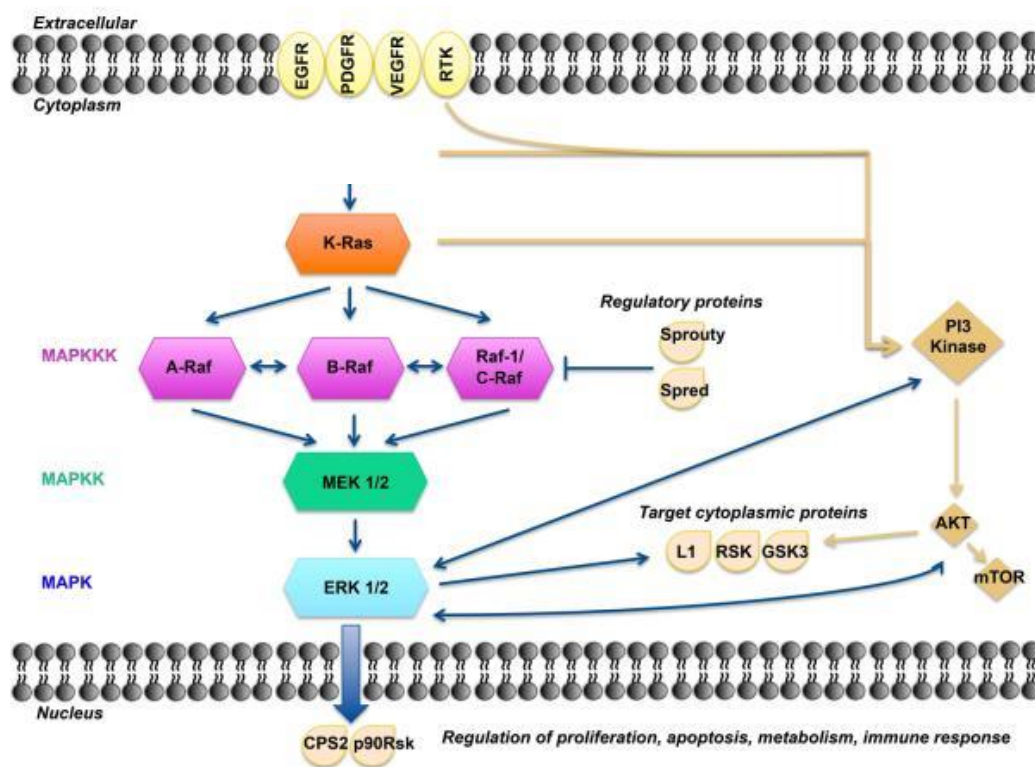 Extracellular
EGFR
PDGFR
VEGFR
RTK
Cytoplasm
K-Ras
Regulatory proteins
Sprouty
Spred
PI3
Kinase
MAPKKK
A-Raf
B-Raf
Raf-1/
C-Raf
MAPKK
MEK 1/2
Target cytoplasmic proteins
L1
RSK
GSK3
AKT
mTOR
MAPK
ERK 1/2
Nucleus
CPS2
p90Rsk
Regulation of proliferation, apoptosis, metabolism, immune response